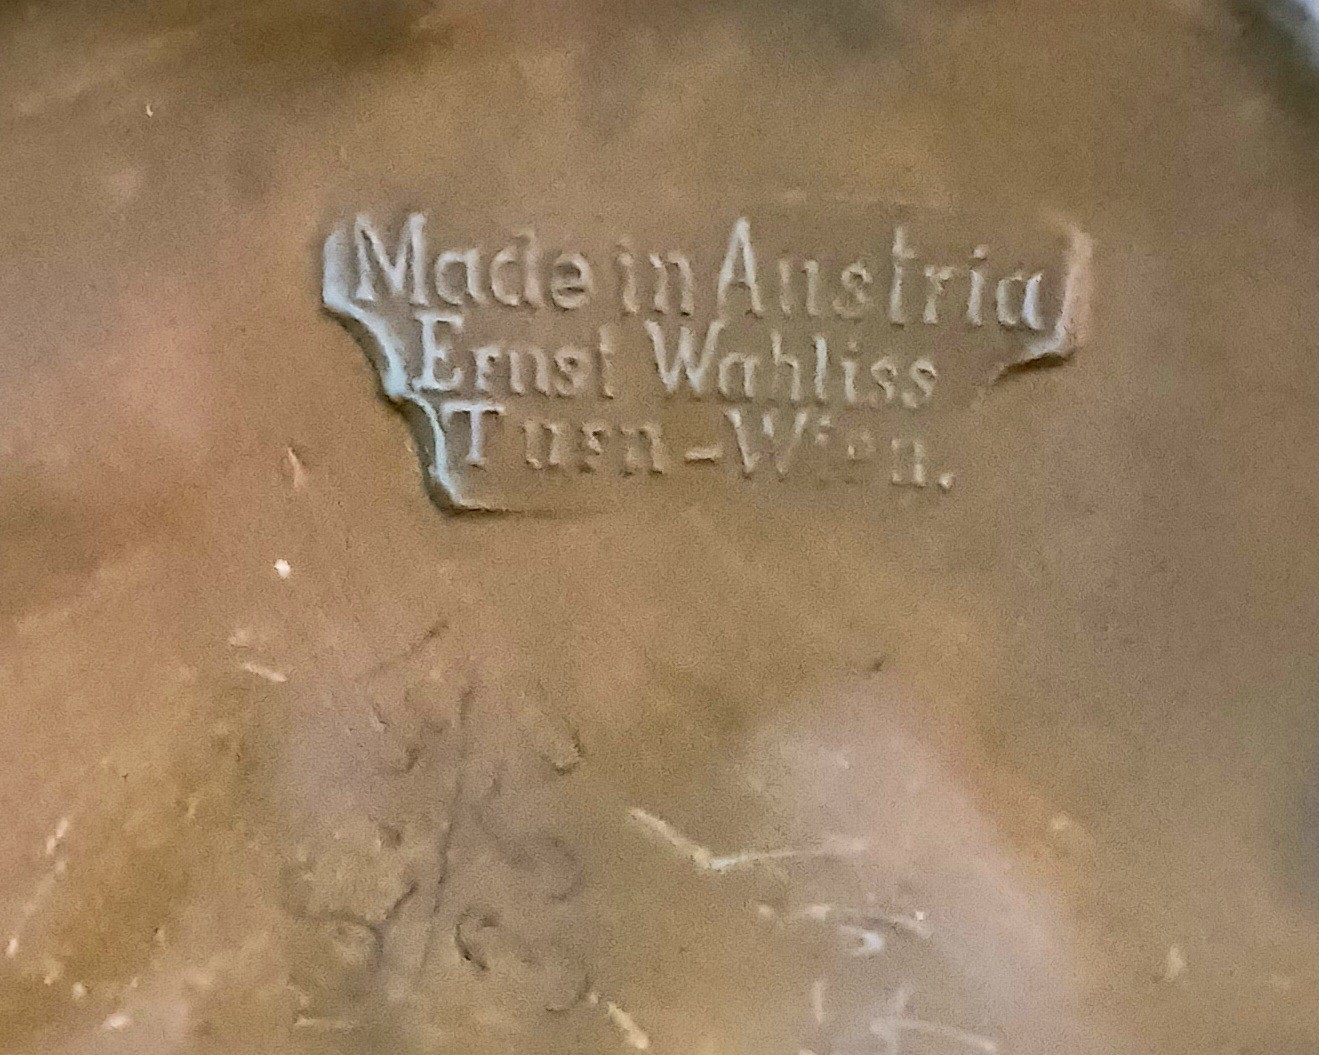 Made in Austria
Ernst Wahliss
Turn-Wien.